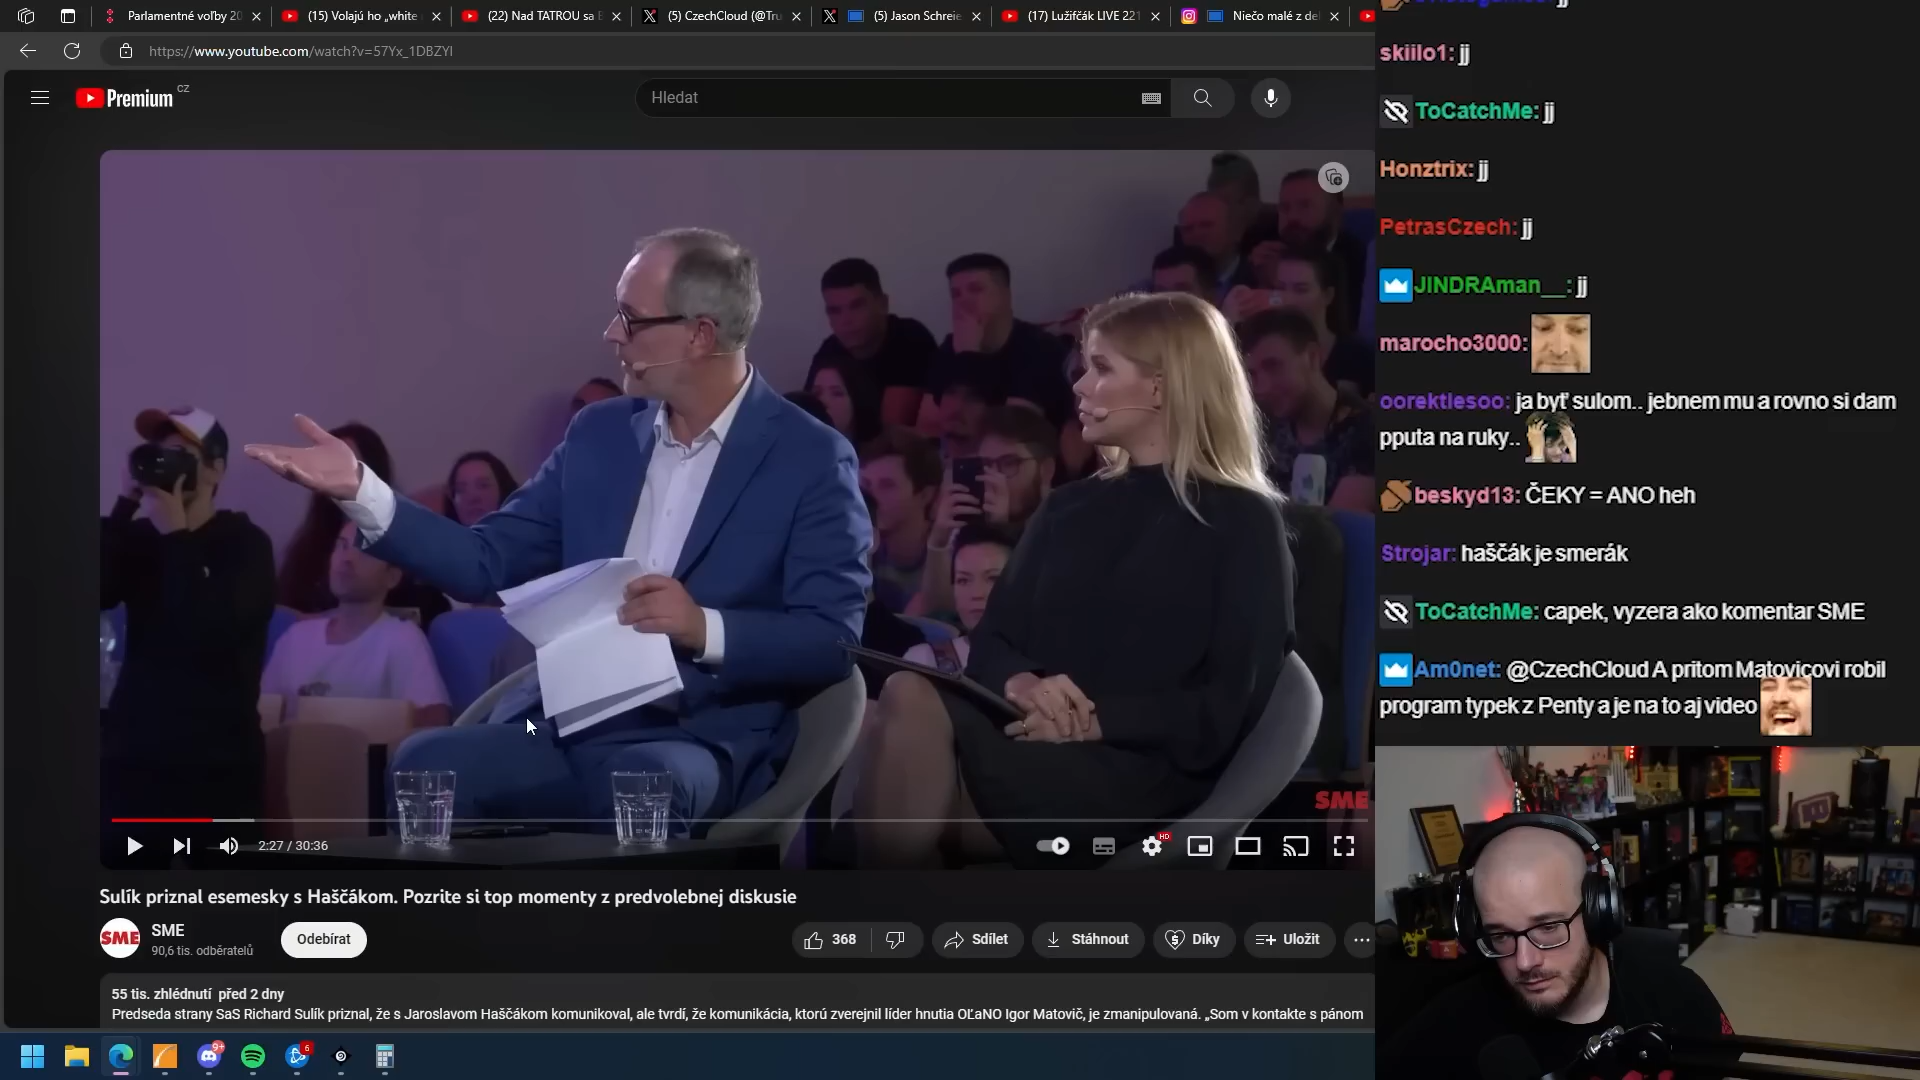 Parlamentné voľby 20
(15) Volajú ho „white
(22) Nad TATROU sa
(5) CzechCloud (@Tru
(5) Jason Schreie
(17) Lužifčák LIVE 221
Niečo malé z de
https://www.youtube.com/watch?v=57Yx_1DBZYI
Premium CZ
Hledat
SME
2:27 / 30:36
HD
Sulík priznal esemesky s Haščákom. Pozrite si top momenty z predvolebnej diskusie
SME
SME
90,6 tis. odběratelů
Odebírat
368
Sdílet
Stáhnout
Díky
Uložit
55 tis. zhlédnutí před 2 dny
Predseda strany SaS Richard Sulík priznal, že s Jaroslavom Haščákom komunikoval, ale tvrdí, že komunikácia, ktorú zverejnil líder hnutia OĽaNO Igor Matovič, je zmanipulovaná. „Som v kontakte s pánom
9+
6
skiilo1: jj
ToCatchMe: jj
Honztrix: jj
PetrasCzech: jj
JINDRAman__: jj
marocho3000:
oorektiesoo: ja byť sulom.. jebnem mu a rovno si dam
pputa na ruky..
beskyd13: ČEKY = ANO heh
Strojar: haščák je smerák
ToCatchMe: capek, vyzera ako komentar SME
Am0net: @CzechCloud A pritom Matovicovi robil
program typek z Penty a je na to aj video